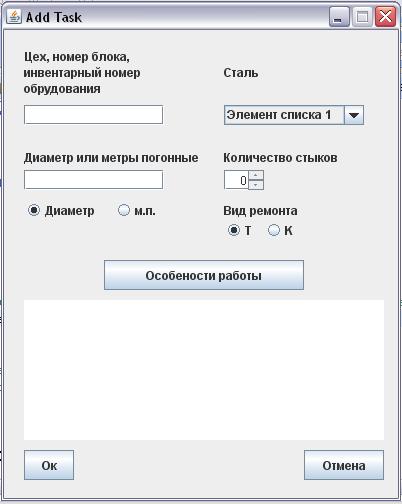 Add Task
Цех, номер блока,
инвентарный номер
обрудования
Сталь
Элемент списка 1
Диаметр или метры погонные
Количество стыков
0
Диаметр
м.п.
Вид ремонта
Т
К
Особености работы
Ок
Отмена